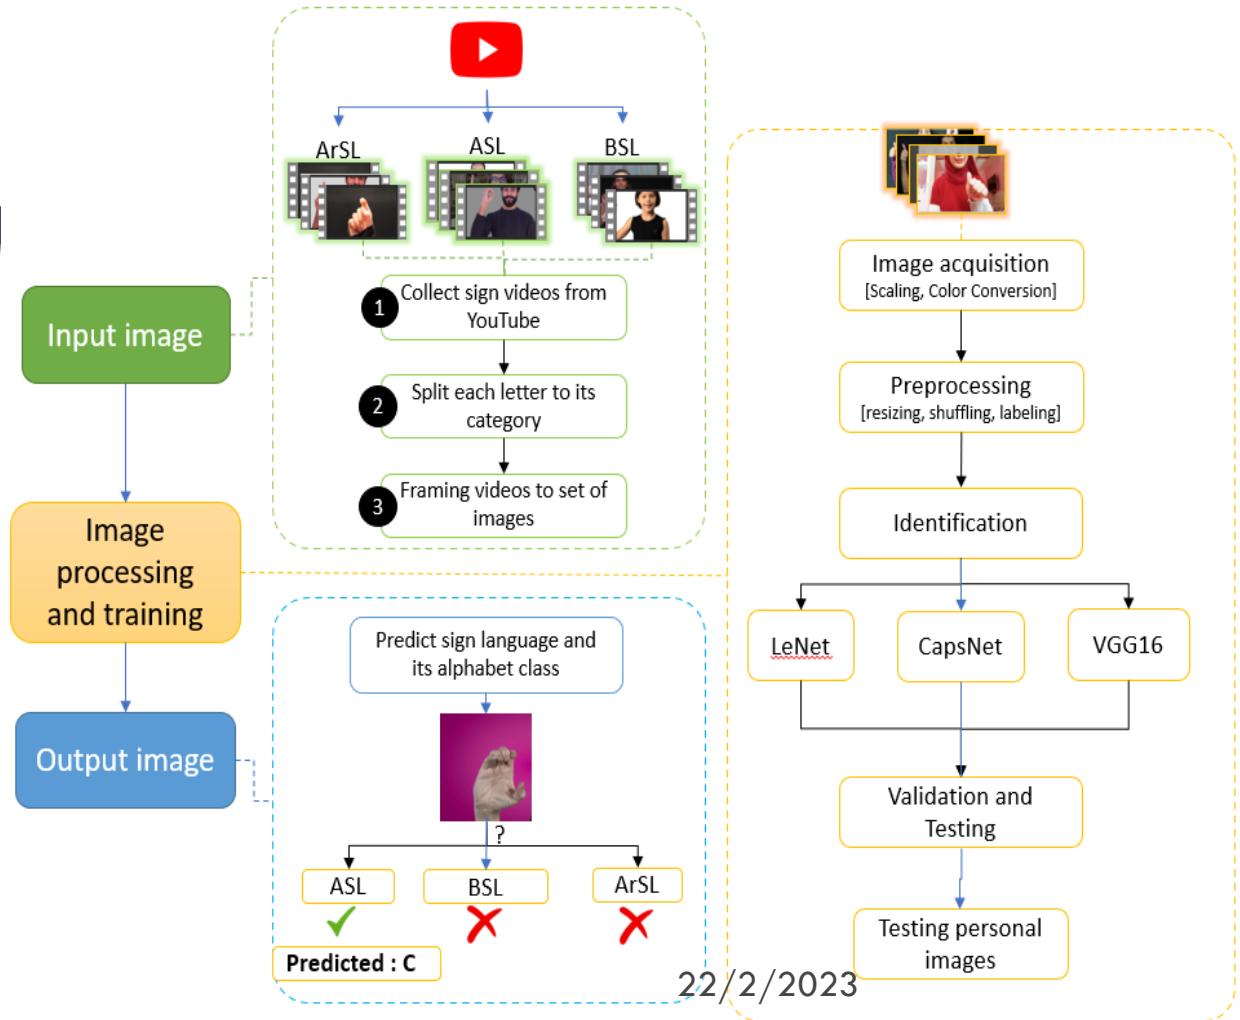 ArSL
ASL
BSL
Input image
1
Collect sign videos from
YouTube
2
Split each letter to its
category
3
Framing videos to set of
images
Image
processing
and training
Output image
Predict sign language and
its alphabet class
?
ASL
BSL
ArSL
Predicted : C
Image acquisition
[Scaling, Color Conversion]
Preprocessing
[resizing, shuffling, labeling]
Identification
LeNet
CapsNet
VGG16
Validation and
Testing
Testing personal
images
22/2/2023